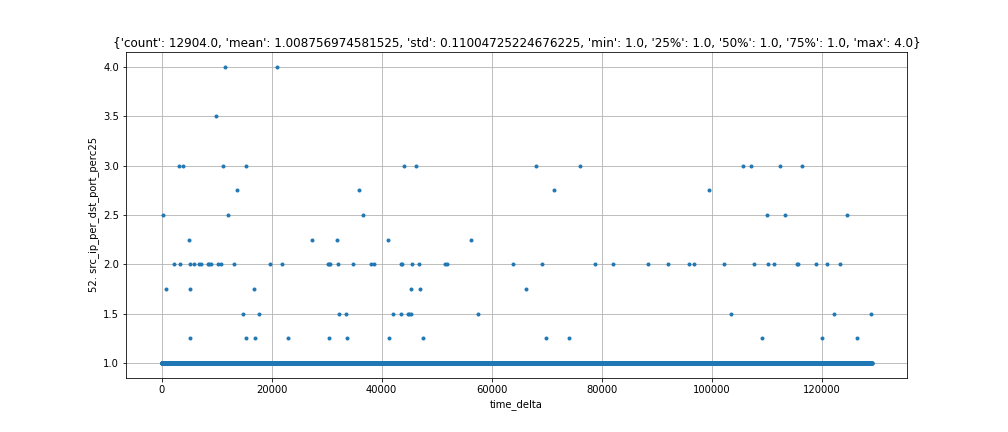 {'count': 12904.0, 'mean': 1.008756974581525, 'std': 0.11004725224676225, 'min': 1.0, '25%': 1.0, '50%': 1.0, '75%': 1.0, 'max': 4.0}
4.0
3.5
3.0
2.5
2.0
1.5
1.0
52. src_ip_per_dst_port_perc25
0 20000 40000 60000 80000 100000 120000
time_delta